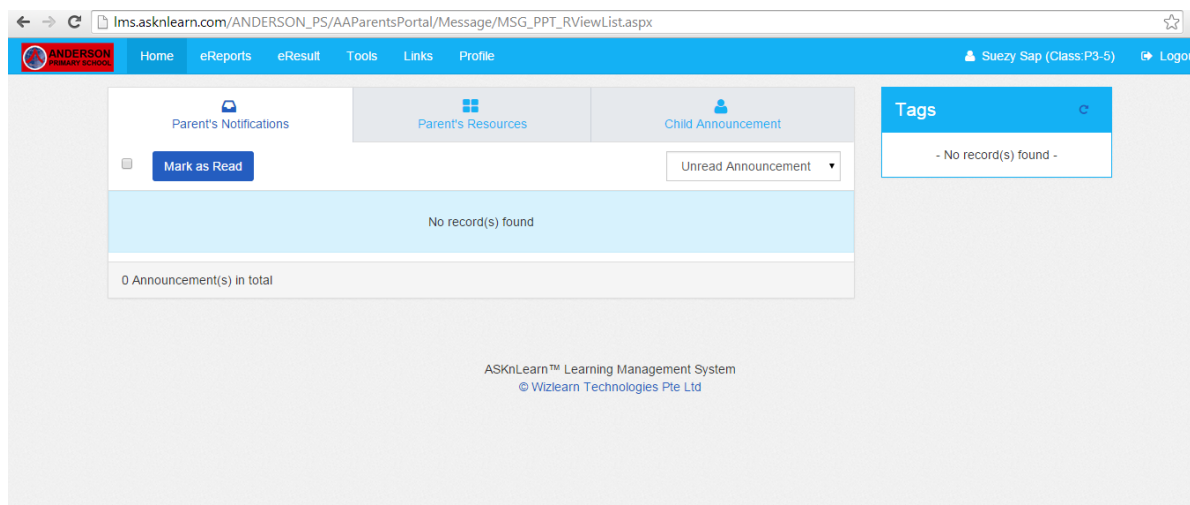 lms.asknlearn.com/ANDERSON_PS/AAParentsPortal/Message/MSG_PPT_RViewList.aspx
ANDERSON
PRIMARY SCHOOL
Home eReports eResult Tools Links Profile Suezy Sap (Class:P3-5) Logou
Parent's Notifications Parent's Resources Child Announcement
Tags
Mark as Read Unread Announcement
- No record(s) found -
No record(s) found
0 Announcement(s) in total
ASKnLearn™ Learning Management System
© Wizlearn Technologies Pte Ltd